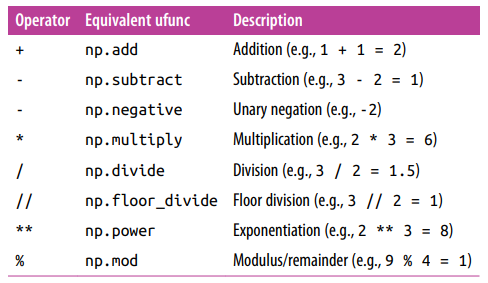 Operator Equivalent ufunc Description
+ np.add Addition (e.g., 1 + 1 = 2)
- np.subtract Subtraction (e.g., 3 - 2 = 1)
- np.negative Unary negation (e.g., -2)
* np.multiply Multiplication (e.g., 2 * 3 = 6)
/ np.divide Division (e.g., 3 / 2 = 1.5)
// np.floor_divide Floor division (e.g., 3 // 2 = 1)
** np.power Exponentiation (e.g., 2 ** 3 = 8)
% np.mod Modulus/remainder (e.g., 9 % 4 = 1)